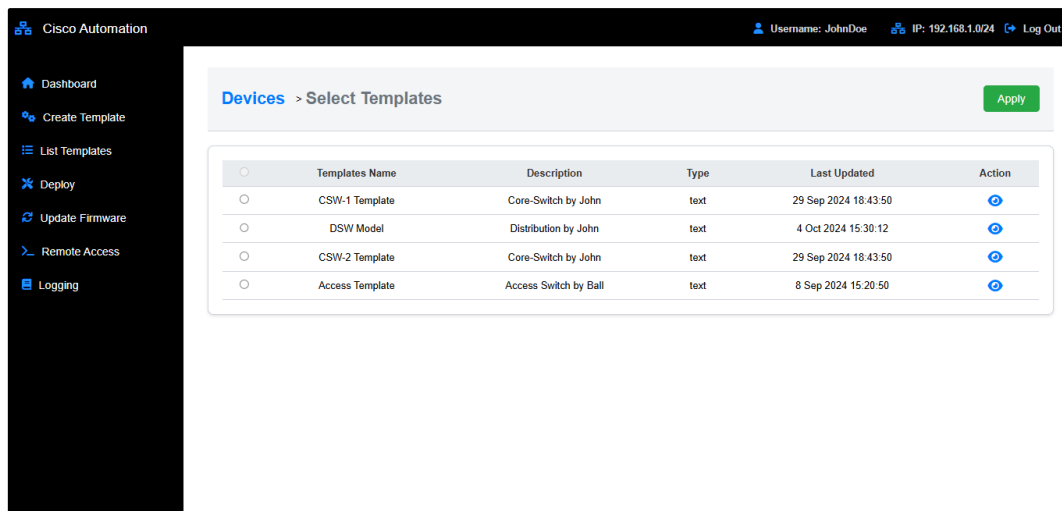 Cisco Automation
Username: JohnDoe IP: 192.168.1.0/24 Log Out
Dashboard
Create Template
List Templates
Deploy
Update Firmware
Remote Access
Logging
Devices > Select Templates
Apply
Templates Name Description Type Last Updated Action
CSW-1 Template Core-Switch by John text 29 Sep 2024 18:43:50
DSW Model Distribution by John text 4 Oct 2024 15:30:12
CSW-2 Template Core-Switch by John text 29 Sep 2024 18:43:50
Access Template Access Switch by Ball text 8 Sep 2024 15:20:50